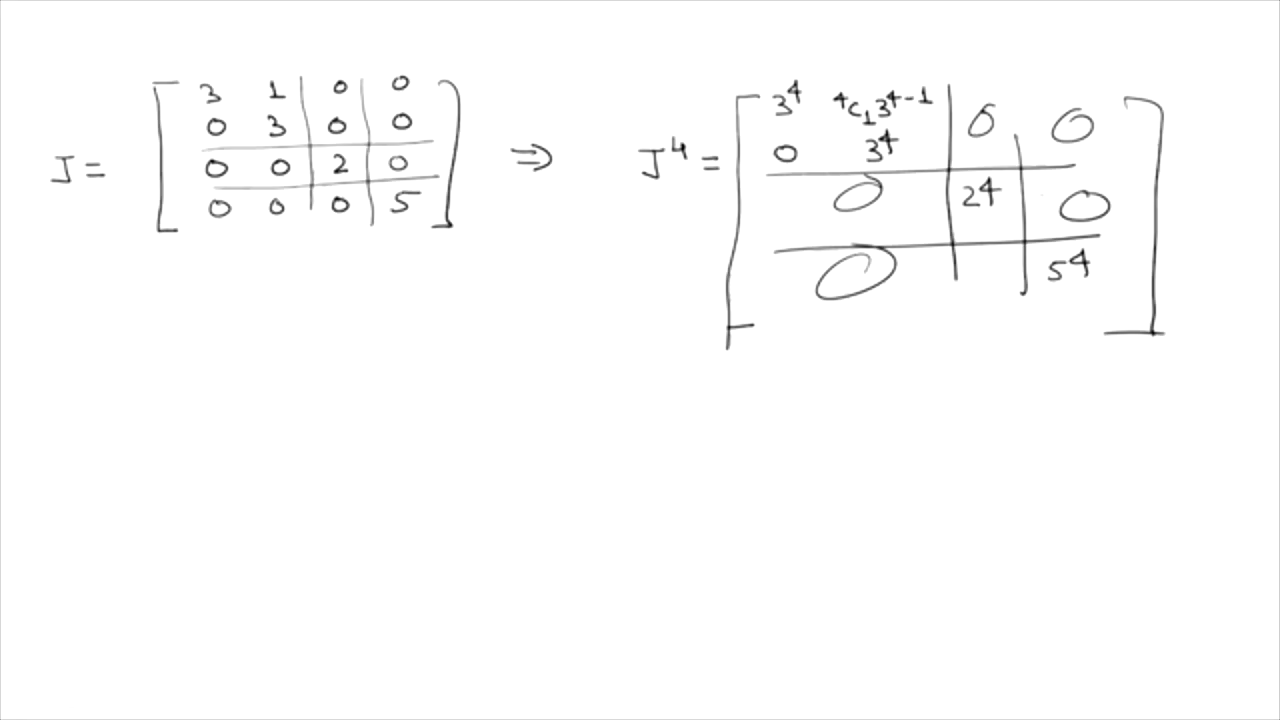 J = [ 3 1 0 0
0 3 0 0
0 0 2 0
0 0 0 5 ]
⇒
J⁴ = [ 3⁴ ⁴C₁3⁴⁻¹ 0 0
0 3⁴
0 2⁴ 0
0 5⁴ ]